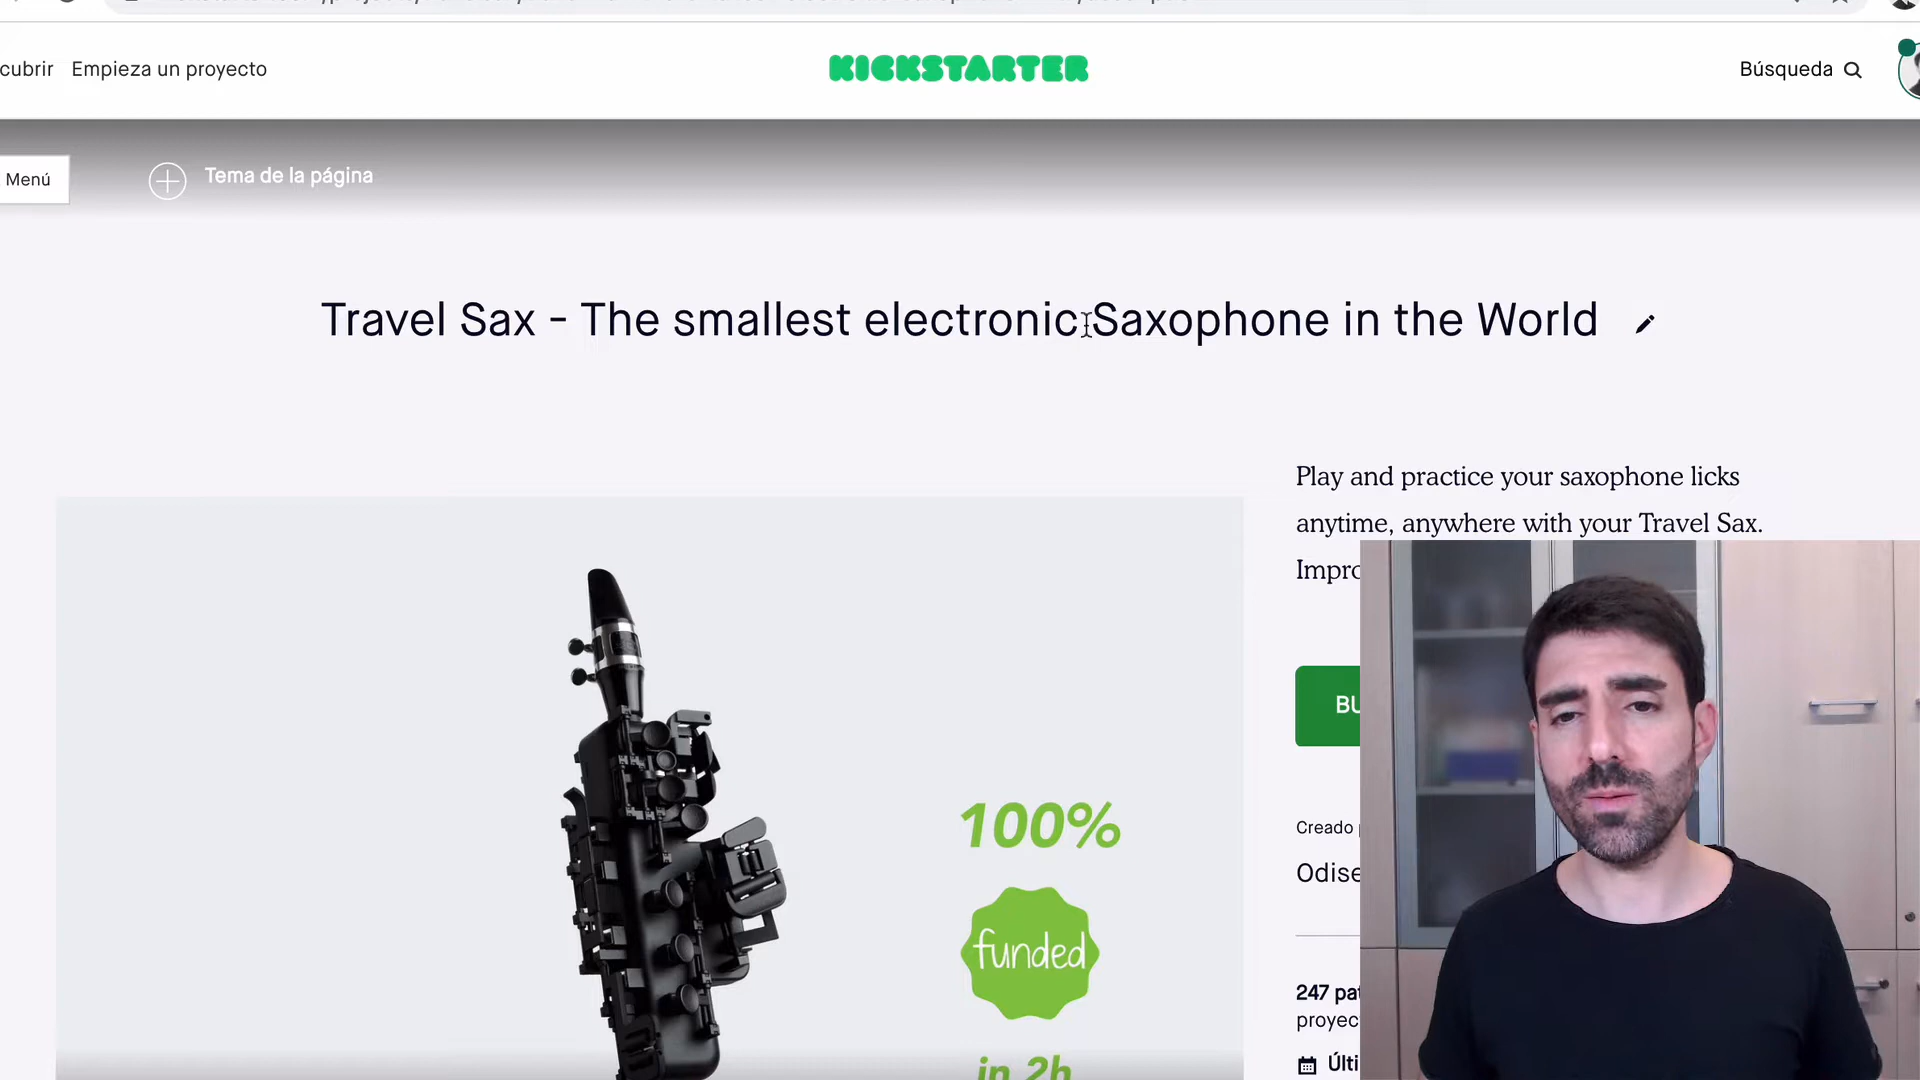 cubrir Empieza un proyecto KICKSTARTER Búsqueda
Menú Tema de la página
Travel Sax - The smallest electronic Saxophone in the World
Play and practice your saxophone licks
anytime, anywhere with your Travel Sax.
100%
funded
in 2h
Creado
247